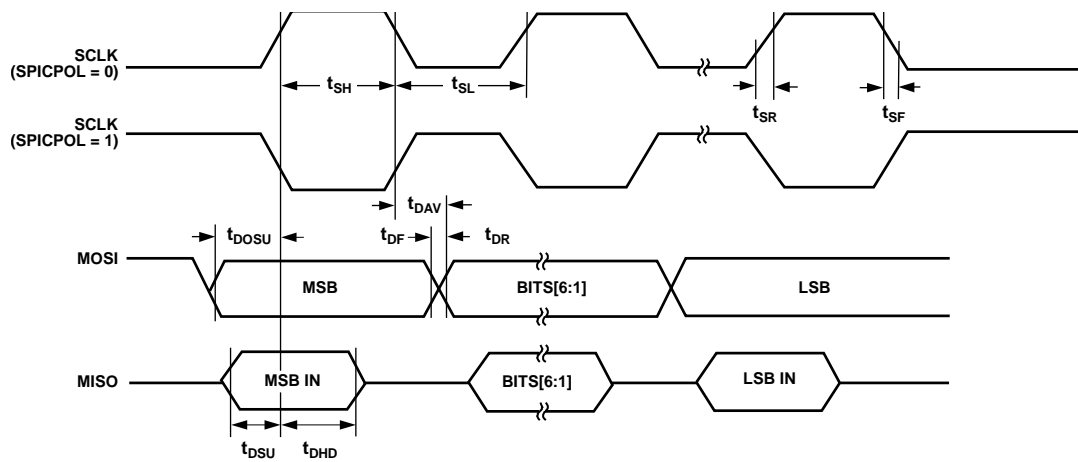 SCLK
(SPICPOL = 0)
tSH
tSL
tSR
tSF
SCLK
(SPICPOL = 1)
tDAV
tDOSU
tDF
tDR
MOSI
MSB
BITS[6:1]
LSB
MISO
MSB IN
BITS[6:1]
LSB IN
tDSU
tDHD